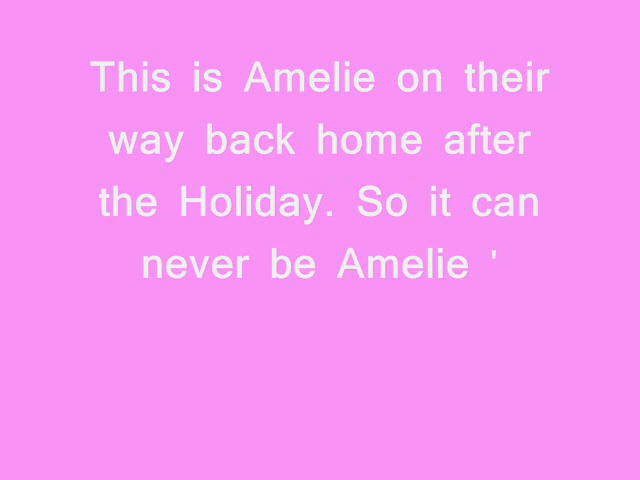 This is Amelie on their
way back home after
the Holiday. So it can
never be Amelie '